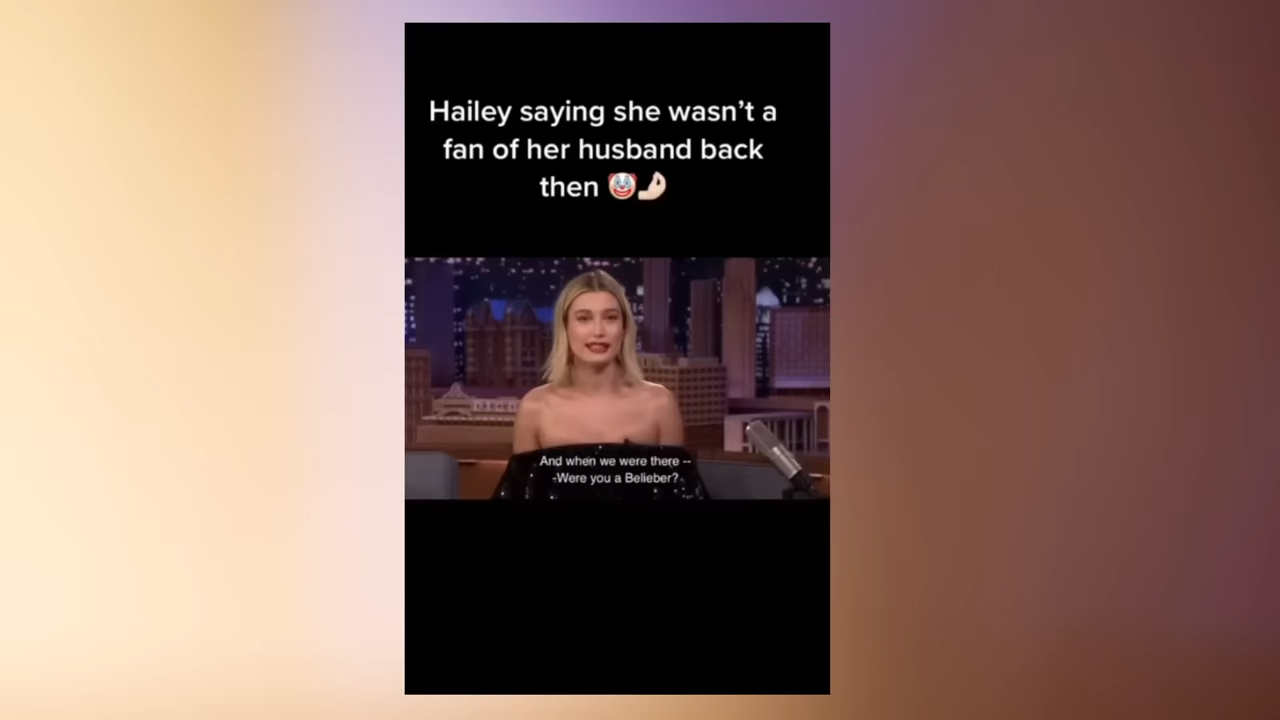 Hailey saying she wasn't a
fan of her husband back
then 🤡🤌🏻
And when we were there --
-Were you a Belieber?